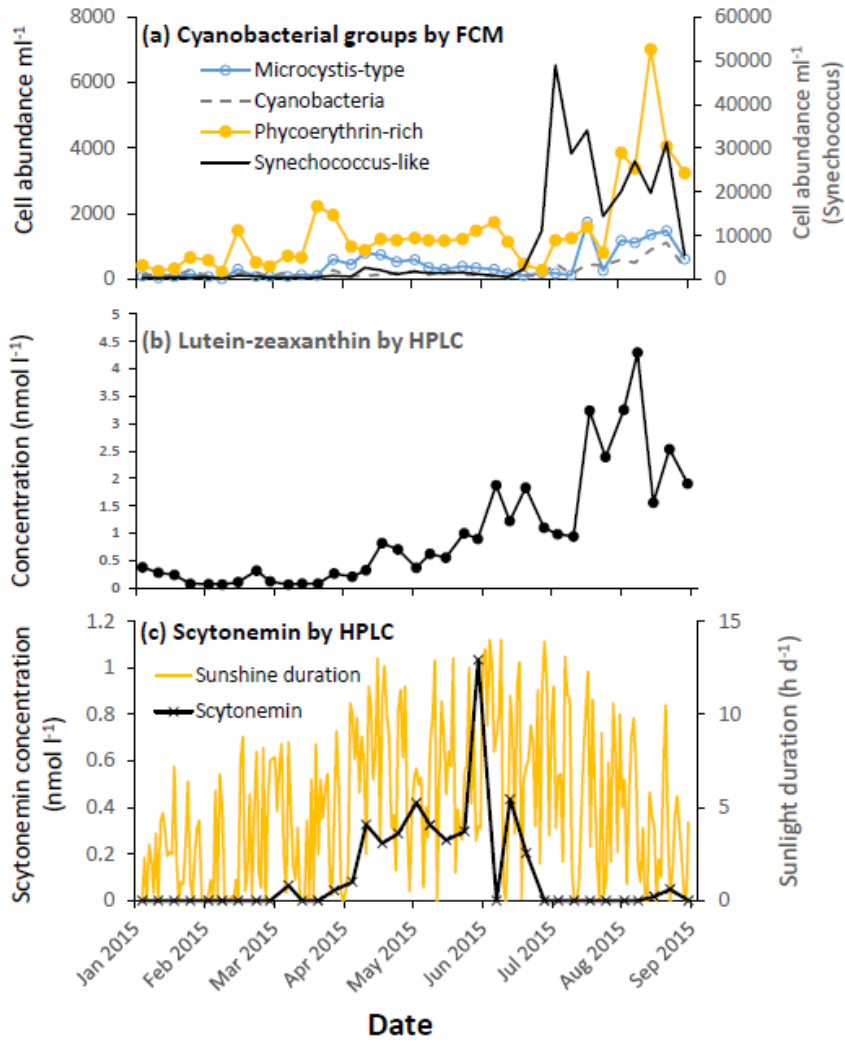 8000
6000
4000
2000
0
Cell abundance ml-1
(a) Cyanobacterial groups by FCM
Microcystis-type
Cyanobacteria
Phycoerythrin-rich
Synechococcus-like
60000
50000
40000
30000
20000
10000
0
Cell abundance ml-1
(Synechococcus)
5
4.5
4
3.5
3
2.5
2
1.5
1
0.5
0
Concentration (nmol l-1)
(b) Lutein-zeaxanthin by HPLC
1.2
1
0.8
0.6
0.4
0.2
0
Scytonemin concentration
(nmol l-1)
(c) Scytonemin by HPLC
Sunshine duration
Scytonemin
15
10
5
0
Sunlight duration (h d-1)
Jan 2015
Feb 2015
Mar 2015
Apr 2015
May 2015
Jun 2015
Jul 2015
Aug 2015
Sep 2015
Date